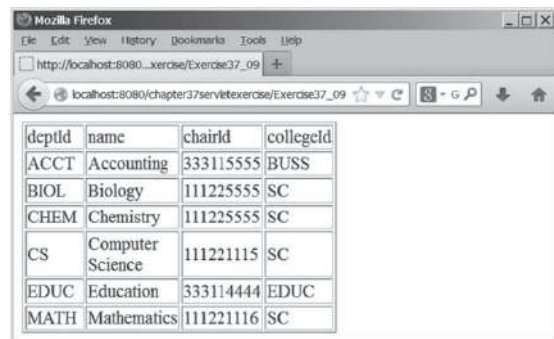 Mozilla Firefox
File Edit View History Bookmarks Tools Help
http://localhost:8080...xercise/Exercise37_09
localhost:8080/chapter37servletexercise/Exercise37_09 G
deptId name chairId collegeId
ACCT Accounting 333115555 BUSS
BIOL Biology 111225555 SC
CHEM Chemistry 111225555 SC
CS Computer Science 111221115 SC
EDUC Education 333114444 EDUC
MATH Mathematics 111221116 SC